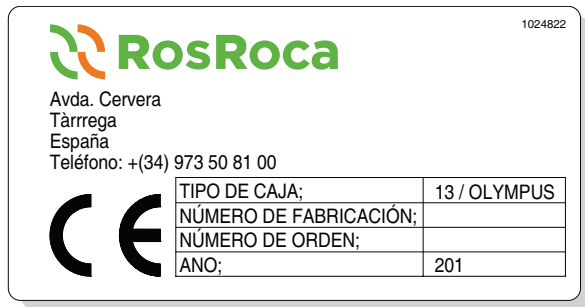 1024822
RosRoca
Avda. Cervera
Tàrrrega
España
Teléfono: +(34) 973 50 81 00
CE
TIPO DE CAJA; 13 / OLYMPUS
NÚMERO DE FABRICACIÓN;
NÚMERO DE ORDEN;
ANO; 201